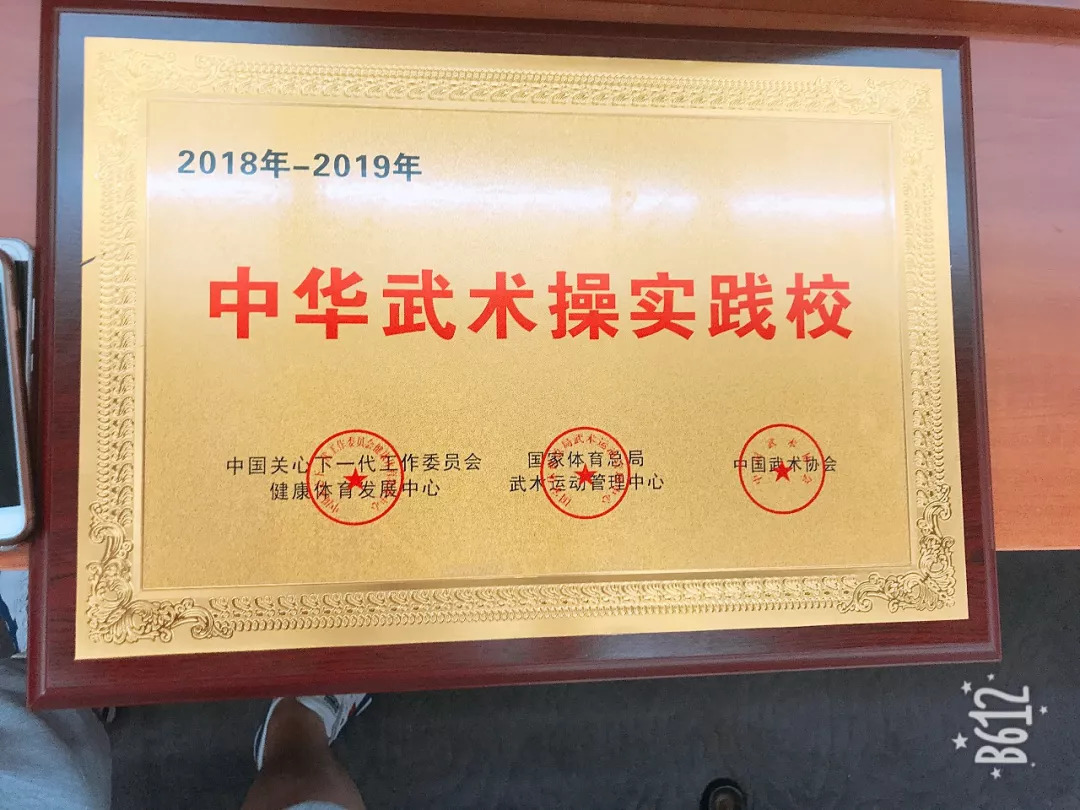 2018年-2019年
中华武术操实践校
中国关心下一代工作委员会
健康体育发展中心
国家体育总局
武术运动管理中心
中国武术协会
B612